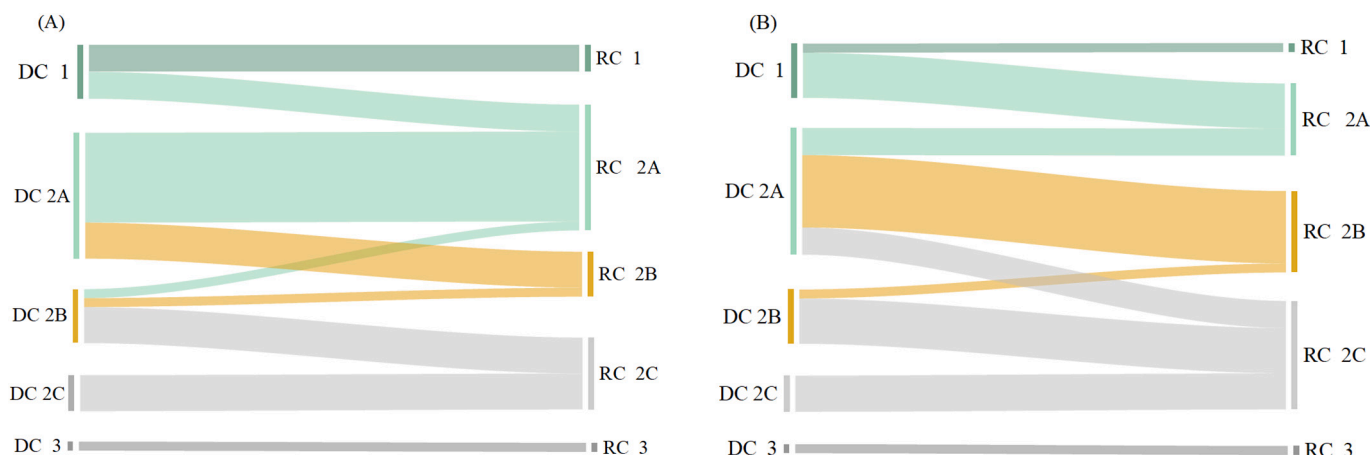 (A)
DC 1
DC 2A
DC 2B
DC 2C
DC 3
RC 1
RC 2A
RC 2B
RC 2C
RC 3
(B)
DC 1
DC 2A
DC 2B
DC 2C
DC 3
RC 1
RC 2A
RC 2B
RC 2C
RC 3